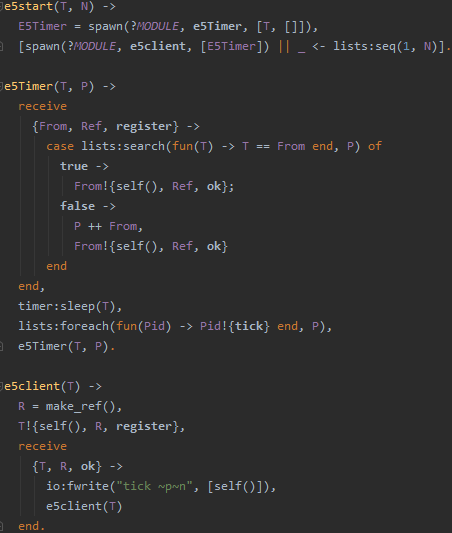 e5start(T, N) ->
  E5Timer = spawn(?MODULE, e5Timer, [T, []]),
  [spawn(?MODULE, e5client, [E5Timer]) || _ <- lists:seq(1, N)].
e5Timer(T, P) ->
  receive
    {From, Ref, register} ->
      case lists:search(fun(T) -> T == From end, P) of
        true ->
          From!{self(), Ref, ok};
        false ->
          P ++ From,
          From!{self(), Ref, ok}
      end
  end,
  timer:sleep(T),
  lists:foreach(fun(Pid) -> Pid!{tick} end, P),
  e5Timer(T, P).
e5client(T) ->
  R = make_ref(),
  T!{self(), R, register},
  receive
    {T, R, ok} ->
      io:fwrite("tick ~p~n", [self()]),
      e5client(T)
  end.